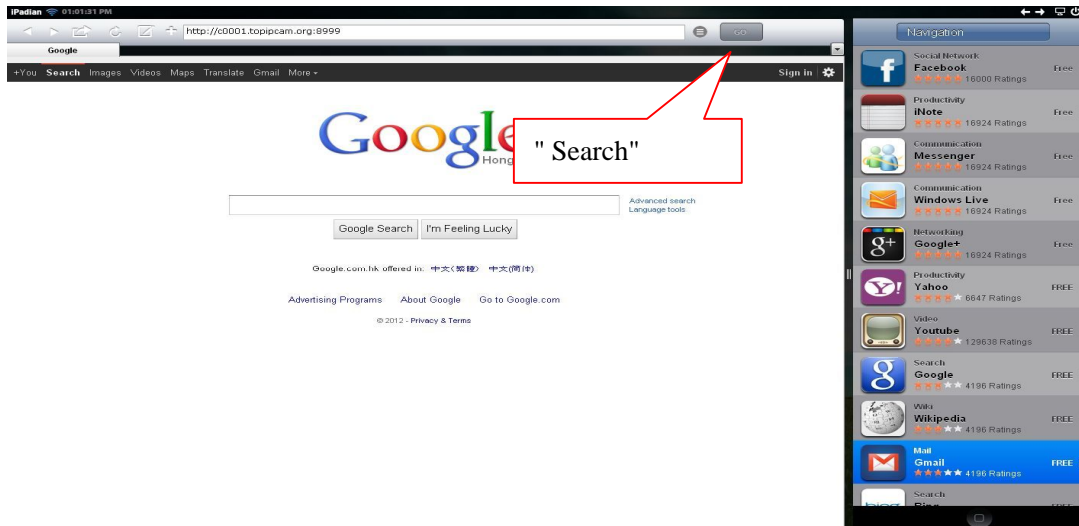 iPadian 01:01:31 PM
http://c0001.topipcam.org:8999
GO
Google
+You Search Images Videos Maps Translate Gmail More
Sign in
Google
Hong
" Search"
Advanced search
Language tools
Google Search I'm Feeling Lucky
Google.com.hk offered in: 中文(繁體) 中文(简体)
Advertising Programs About Google Go to Google.com
© 2012 - Privacy & Terms
Navigation
Social Network
Facebook Free
16000 Ratings
Productivity
iNote Free
16924 Ratings
Communication
Messenger Free
16924 Ratings
Communication
Windows Live Free
16924 Ratings
Networking
Google+ Free
16924 Ratings
Productivity
Yahoo FREE
6647 Ratings
Video
Youtube FREE
129638 Ratings
Search
Google FREE
4196 Ratings
Wiki
Wikipedia FREE
4196 Ratings
Mail
Gmail FREE
4196 Ratings
Search